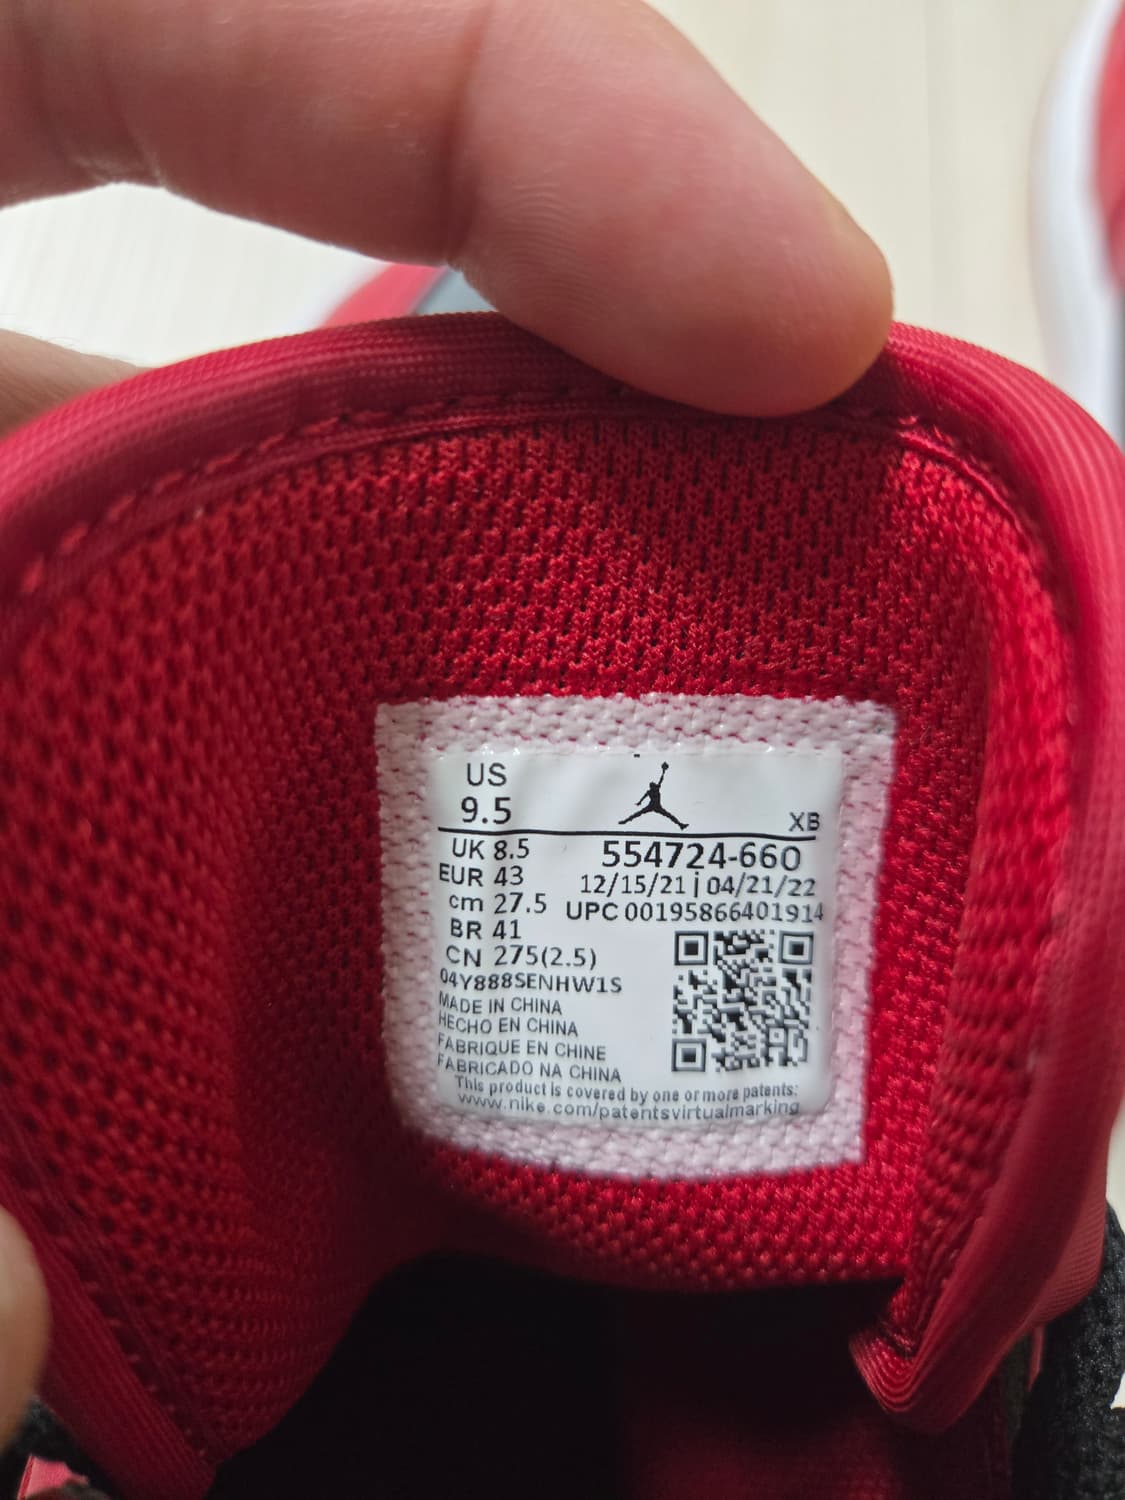 US
9.5
XB
UK 8.5
554724-660
EUR 43
12/15/21 | 04/21/22
cm 27.5
UPC 00195866401914
BR 41
CN 275(2.5)
04Y888SENHW1S
MADE IN CHINA
HECHO EN CHINA
FABRIQUE EN CHINE
FABRICADO NA CHINA
This product is covered by one or more patents:
www.nike.com/patentsvirtualmarking